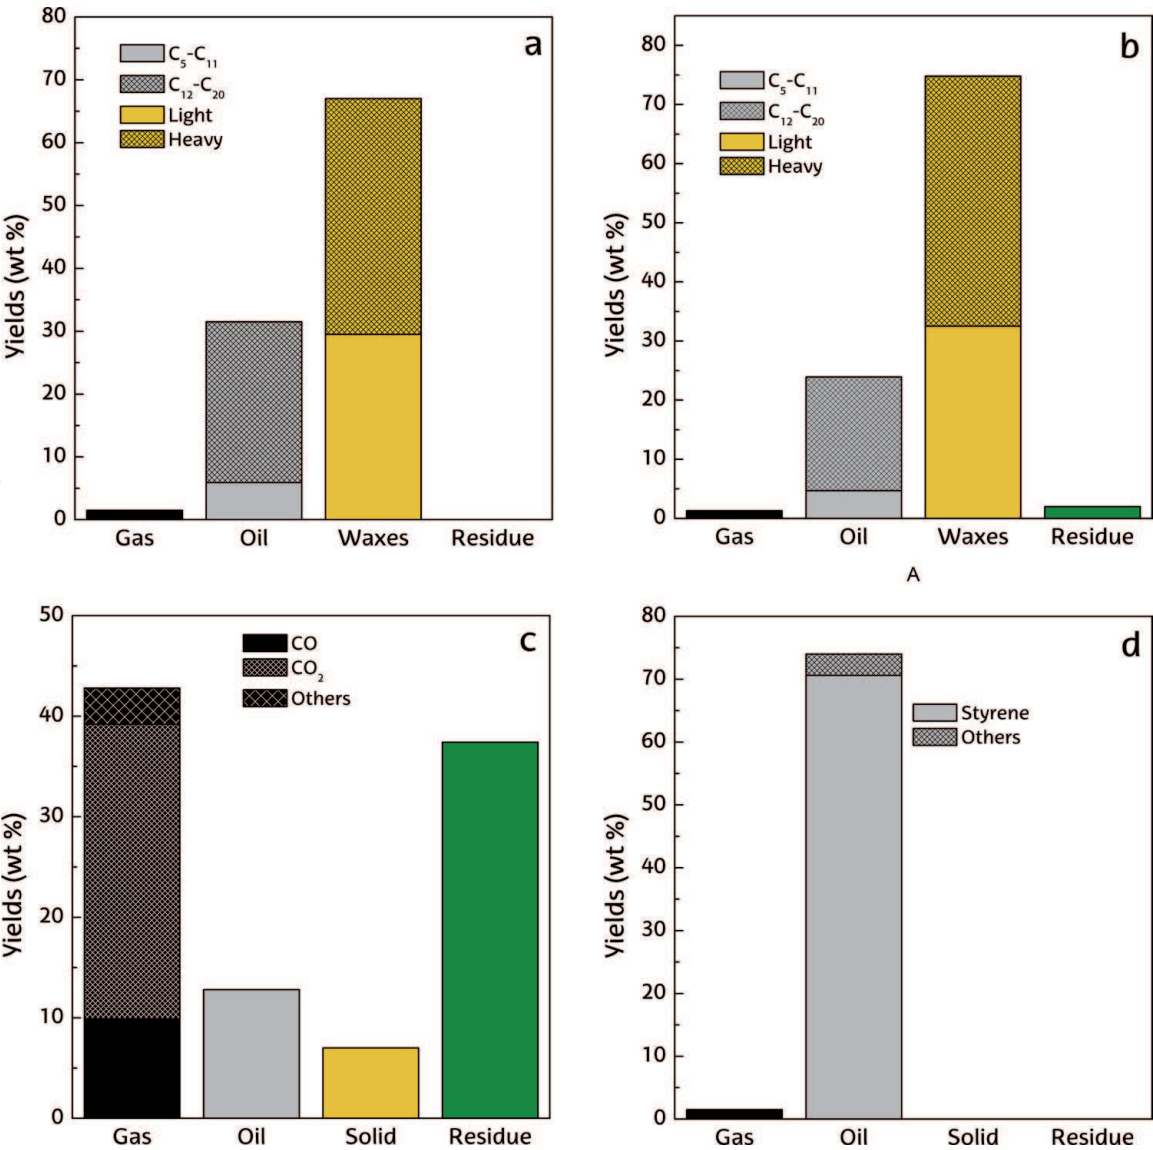 a
80
70
60
50
40
30
20
10
0
Yields (wt %)
C5-C11
C12-C20
Light
Heavy
Gas Oil Waxes Residue
b
80
70
60
50
40
30
20
10
0
Yields (wt %)
C5-C11
C12-C20
Light
Heavy
Gas Oil Waxes Residue
A
c
50
40
30
20
10
0
Yields (wt %)
CO
CO2
Others
Gas Oil Solid Residue
d
80
70
60
50
40
30
20
10
0
Yields (wt %)
Styrene
Others
Gas Oil Solid Residue